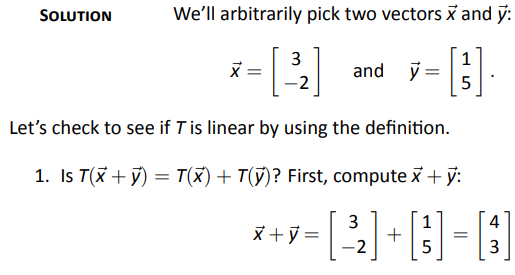 SOLUTION We'll arbitrarily pick two vectors x⃗ and y⃗:
x⃗ = [ 3 -2 ] and y⃗ = [ 1 5 ].
Let's check to see if T is linear by using the definition.
1. Is T(x⃗ + y⃗) = T(x⃗) + T(y⃗)? First, compute x⃗ + y⃗:
x⃗ + y⃗ = [ 3 -2 ] + [ 1 5 ] = [ 4 3 ]